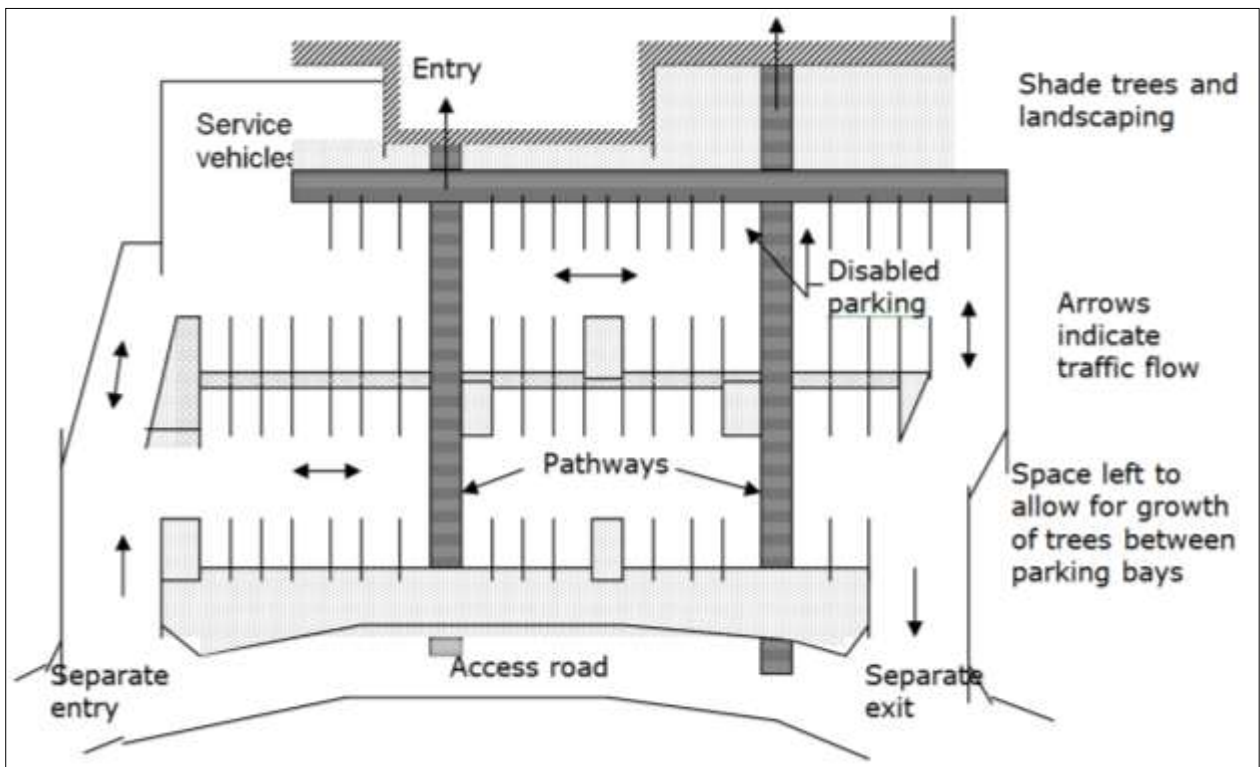 Entry
Shade trees and
landscaping
Service
vehicles
Disabled
parking
Arrows
indicate
traffic flow
Pathways
Space left to
allow for growth
of trees between
parking bays
Access road
Separate
entry
Separate
exit